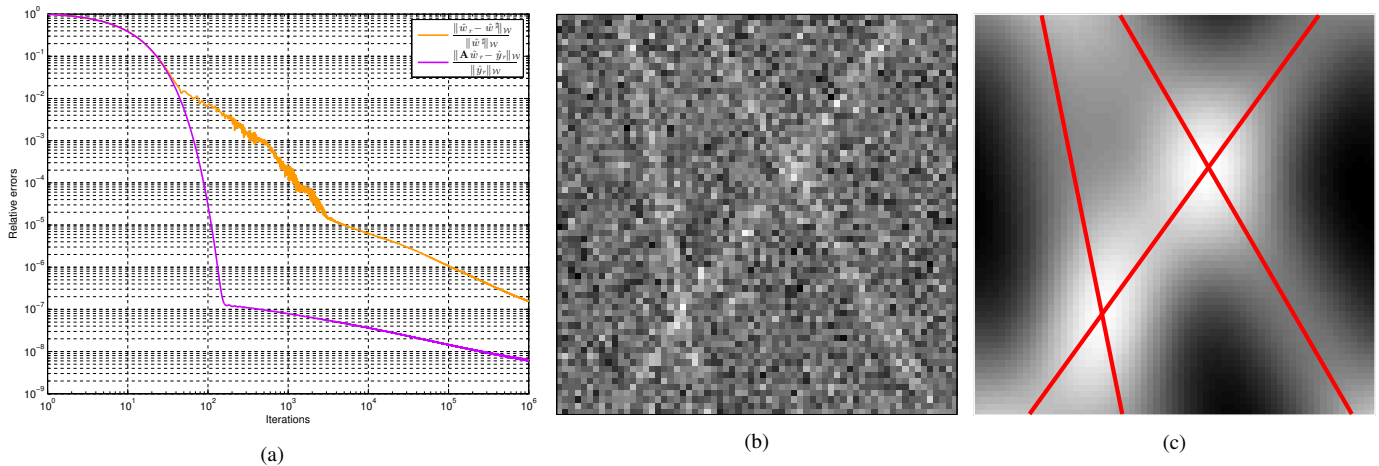 10^0
10^-1
10^-2
10^-3
10^-4
10^-5
10^-6
10^-7
10^-8
10^-9
Relative errors
10^0 10^1 10^2 10^3 10^4 10^5 10^6
Iterations
‖ŵ_r − ŵ^♮‖_𝒲
‖ŵ^♮‖_𝒲
‖𝐀ŵ_r − ŷ_r‖_𝒲
‖ŷ_r‖_𝒲
(a)
(b)
(c)